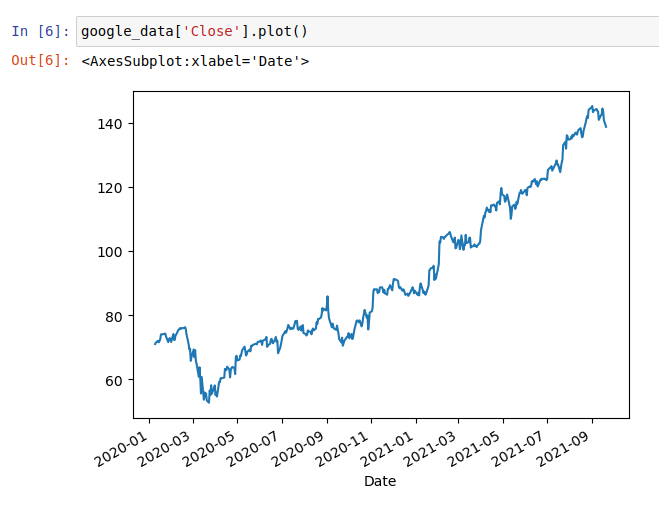 In [6]: google_data['Close'].plot()
Out[6]: <AxesSubplot:xlabel='Date'>
140
120
100
80
60
2020-01 2020-03 2020-05 2020-07 2020-09 2020-11 2021-01 2021-03 2021-05 2021-07 2021-09
Date